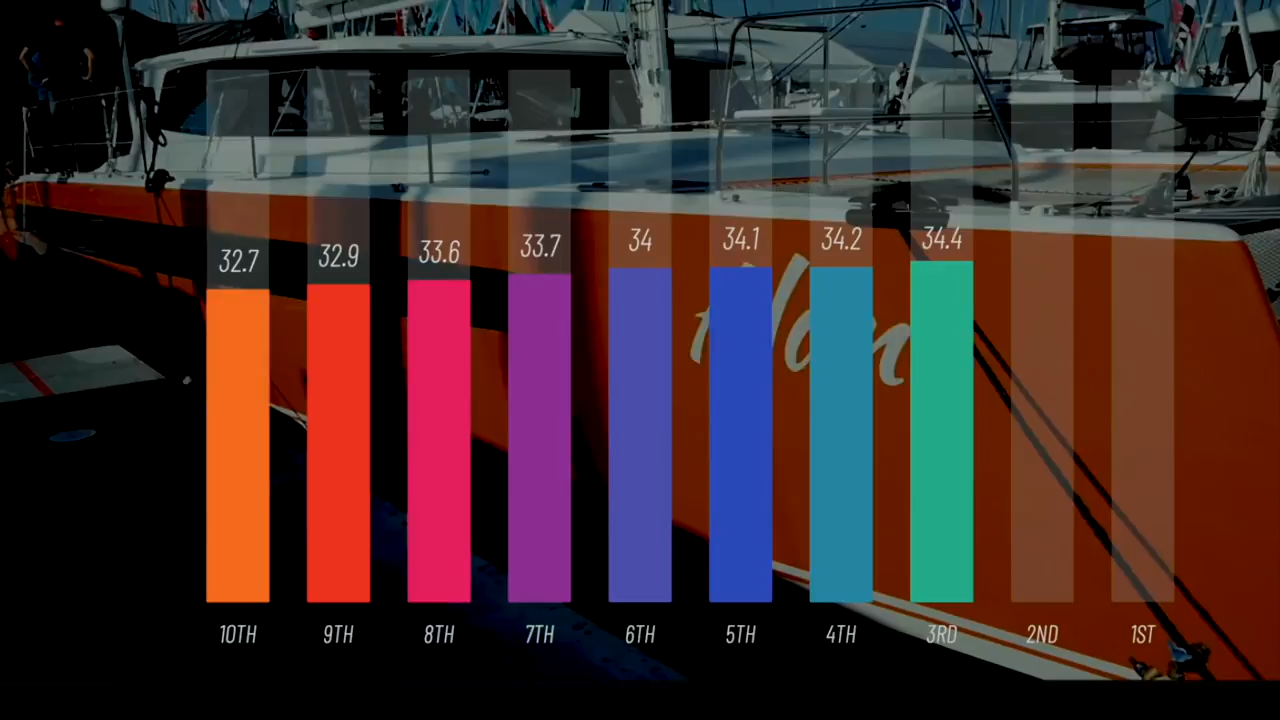 32.7
32.9
33.6
33.7
34
34.1
34.2
34.4
10TH
9TH
8TH
7TH
6TH
5TH
4TH
3RD
2ND
1ST